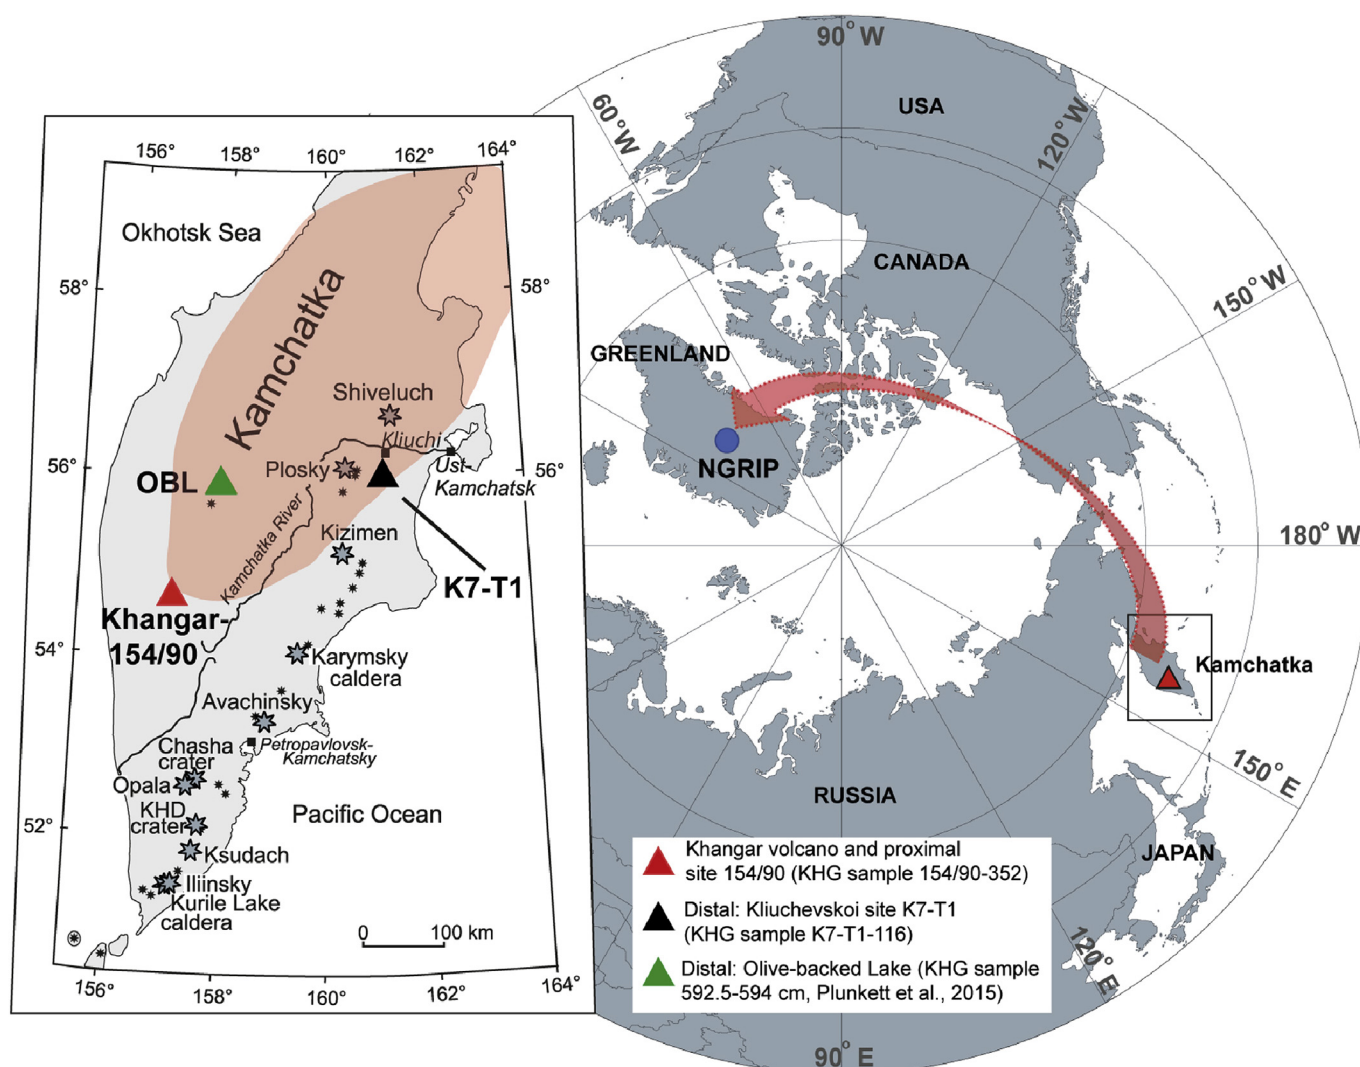 156°
158°
160°
162°
164°
Okhotsk Sea
58°
58°
Kamchatka
Shiveluch
Kliuchi
Plosky
Ust-
Kamchatsk
56°
56°
OBL
Kamchatka River
Kizimen
K7-T1
Khangar-
154/90
54°
Karymsky
caldera
Avachinsky
Petropavlovsk-
Kamchatsky
Chasha
crater
Opala
KHD
crater
Pacific Ocean
52°
Ksudach
Iliinsky
Kurile Lake
caldera
0
100 km
156°
158°
160°
162°
164°
90° W
60° W
USA
120° W
CANADA
150° W
GREENLAND
NGRIP
180° W
Kamchatka
150° E
RUSSIA
JAPAN
120° E
90° E
Khangar volcano and proximal
site 154/90 (KHG sample 154/90-352)
Distal: Kliuchevskoi site K7-T1
(KHG sample K7-T1-116)
Distal: Olive-backed Lake (KHG sample
592.5-594 cm, Plunkett et al., 2015)